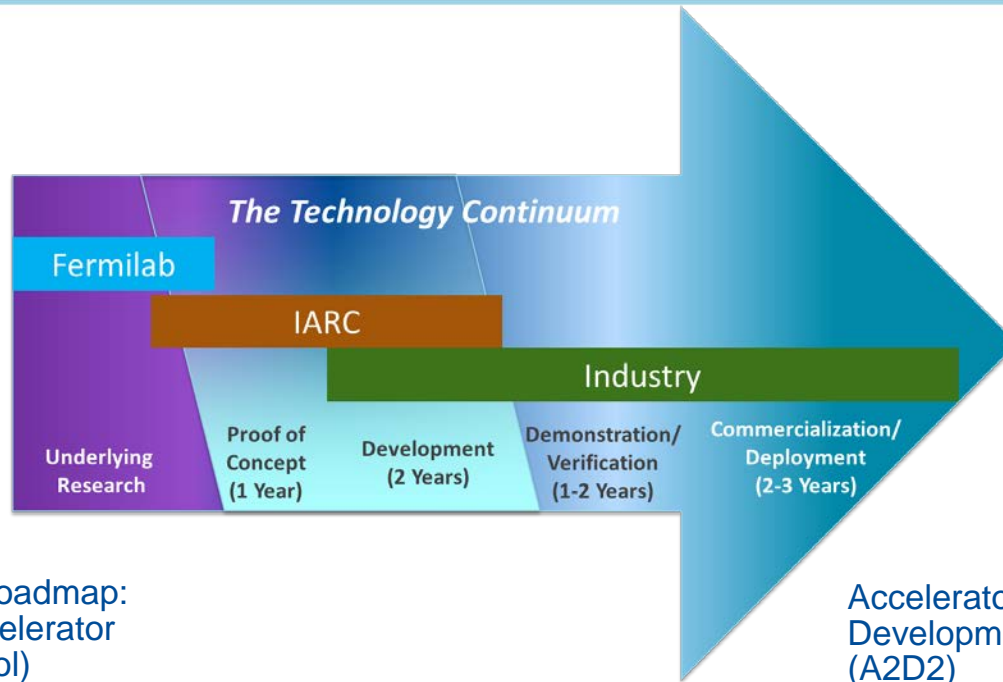 The Technology Continuum
Fermilab
IARC
Industry
Underlying
Research
Proof of
Concept
(1 Year)
Development
(2 Years)
Demonstration/
Verification
(1-2 Years)
Commercialization/
Deployment
(2-3 Years)
oadmap:
elerator
ol)
Accelerato
Developm
(A2D2)